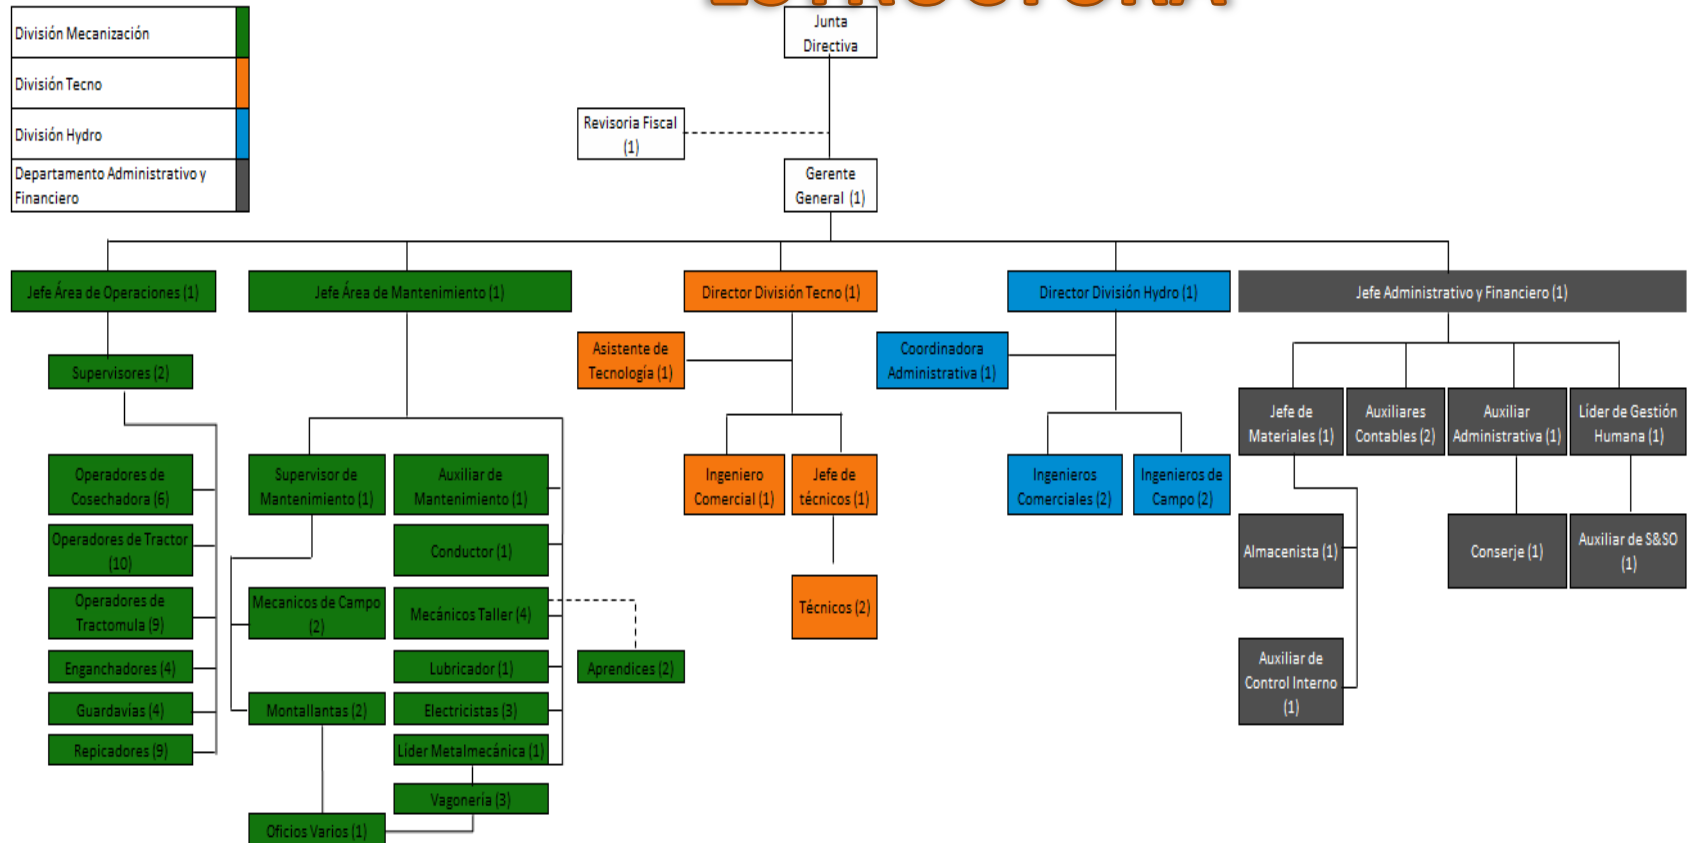 ESTRUCTURA
División Mecanización
División Tecno
División Hydro
Departamento Administrativo y
Financiero
Junta
Directiva
Revisoria Fiscal
(1)
Gerente
General (1)
Jefe Área de Operaciones (1)
Jefe Área de Mantenimiento (1)
Director División Tecno (1)
Director División Hydro (1)
Jefe Administrativo y Financiero (1)
Supervisores (2)
Asistente de
Tecnología (1)
Coordinadora
Administrativa (1)
Jefe de
Materiales (1)
Auxiliares
Contables (2)
Auxiliar
Administrativa (1)
Líder de Gestión
Humana (1)
Operadores de
Cosechadora (6)
Supervisor de
Mantenimiento (1)
Auxiliar de
Mantenimiento (1)
Ingeniero
Comercial (1)
Jefe de
técnicos (1)
Ingenieros
Comerciales (2)
Ingenieros de
Campo (2)
Operadores de Tractor
(10)
Conductor (1)
Almacenista (1)
Conserje (1)
Auxiliar de S&SO
(1)
Operadores de
Tractomula (9)
Mecanicos de Campo
(2)
Mecánicos Taller (4)
Técnicos (2)
Enganchadores (4)
Lubricador (1)
Aprendices (2)
Auxiliar de
Control Interno
(1)
Guardavías (4)
Montallantas (2)
Electricistas (3)
Repicadores (9)
Líder Metalmecánica (1)
Vagonería (3)
Oficios Varios (1)